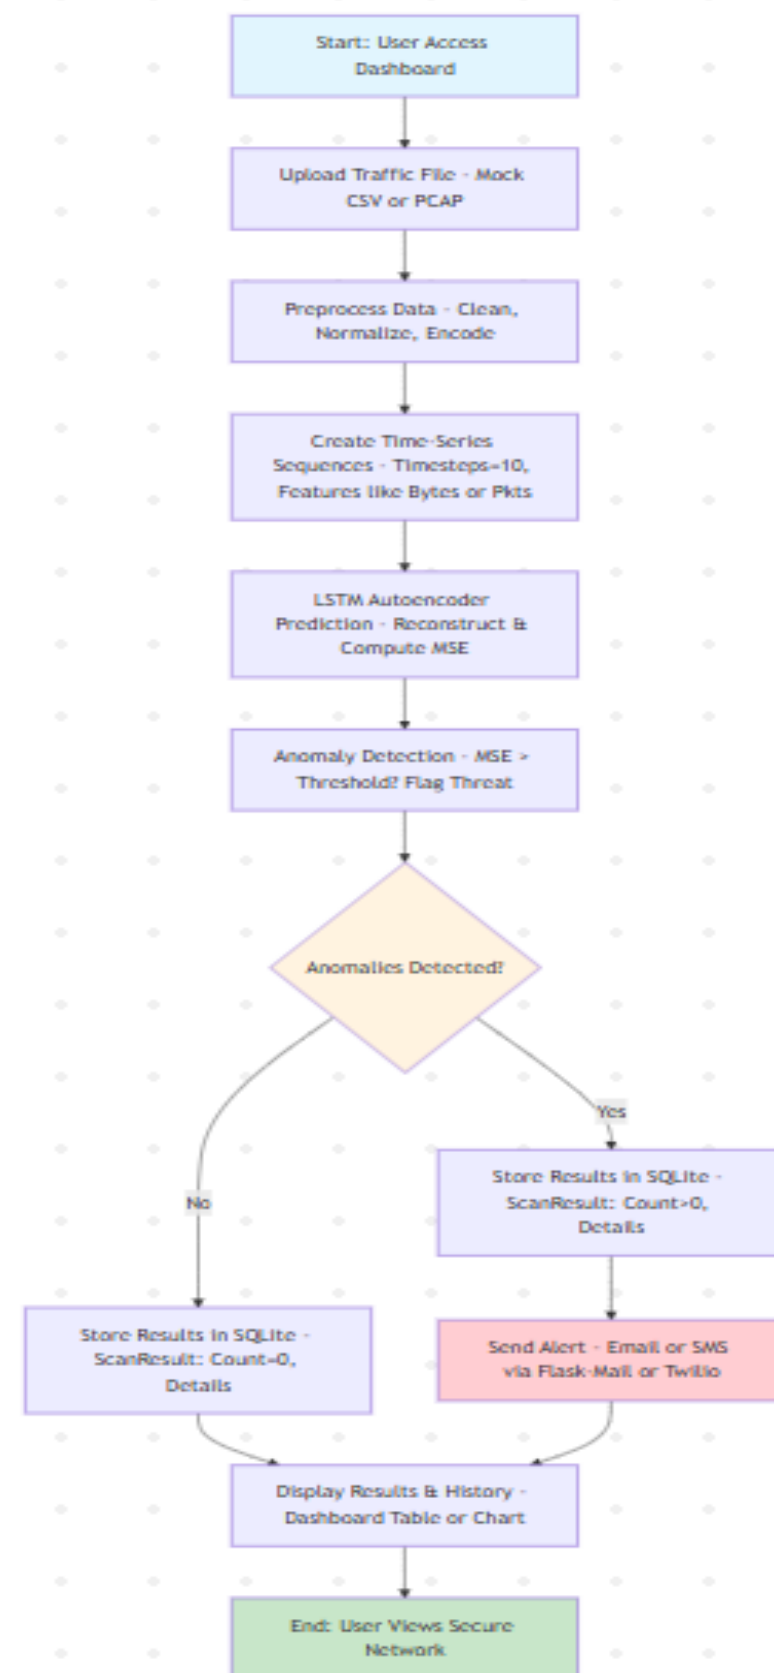 Start: User Access
Dashboard
Upload Traffic File - Mock
CSV or PCAP
Preprocess Data - Clean,
Normalize, Encode
Create Time-Series
Sequences - Timesteps=10,
Features like Bytes or Pkts
LSTM Autoencoder
Prediction - Reconstruct &
Compute MSE
Anomaly Detection - MSE >
Threshold? Flag Threat
Anomalies Detected?
Yes
Store Results in SQLite -
ScanResult: Count>0,
Details
No
Store Results in SQLite -
ScanResult: Count=0,
Details
Send Alert - Email or SMS
via Flask-Mail or Twilio
Display Results & History -
Dashboard Table or Chart
End: User Views Secure
Network